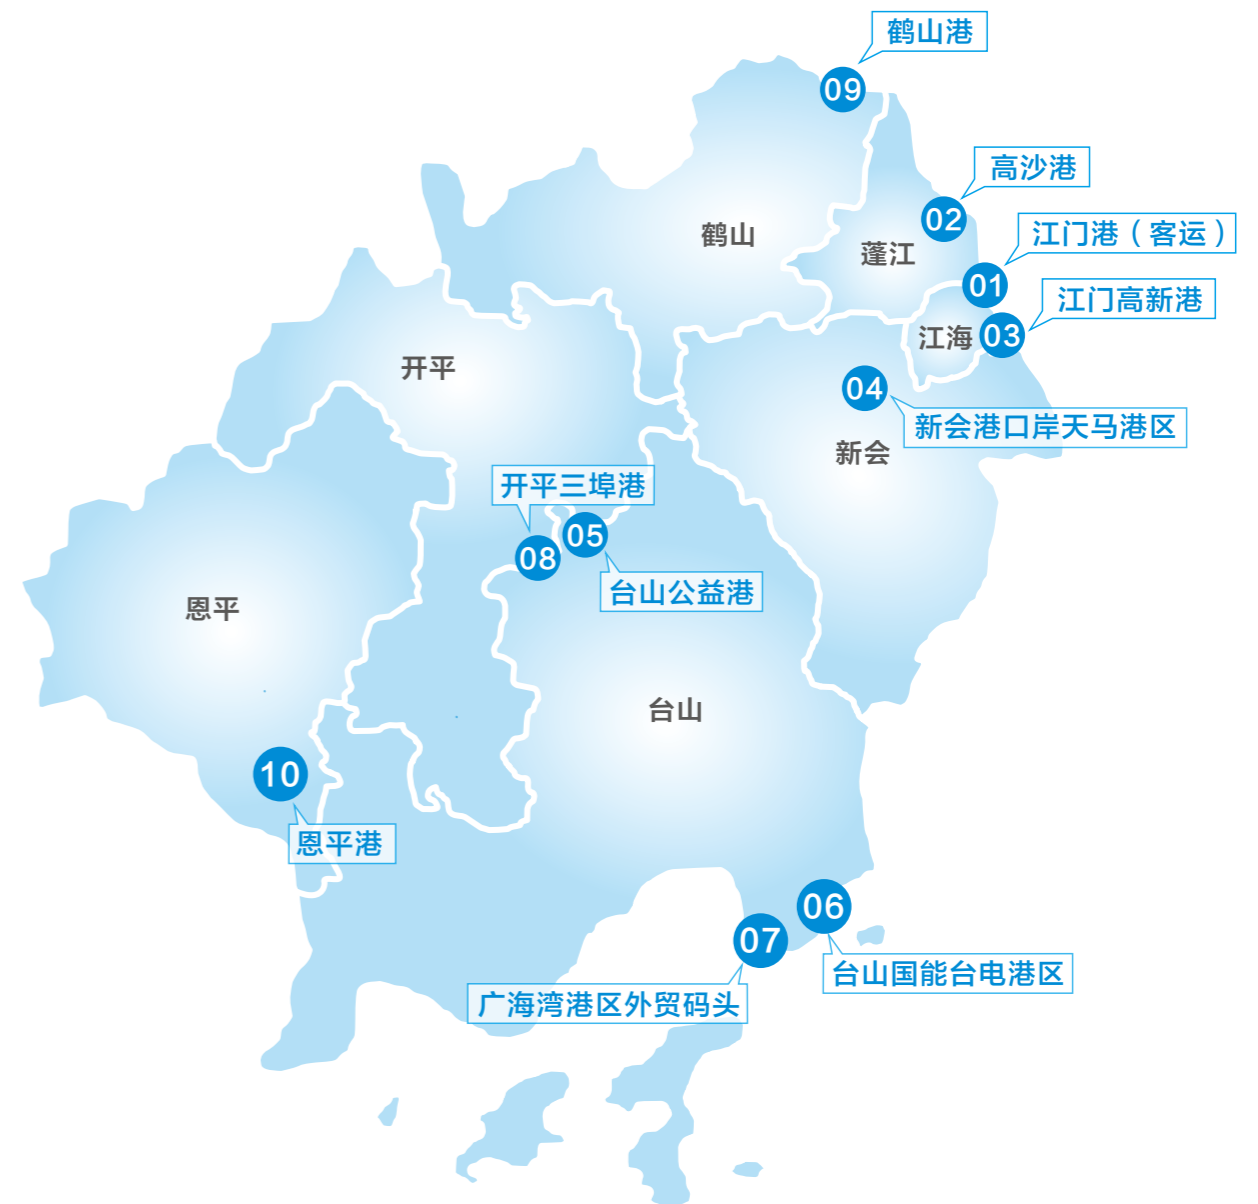 鹤山港
09
高沙港
02
鹤山
江门港（客运）
蓬江
01
江门高新港
江海
03
开平
04
新会港口岸天马港区
新会
开平三埠港
05
08
台山公益港
恩平
台山
10
恩平港
06
07
台山国能台电港区
广海湾港区外贸码头